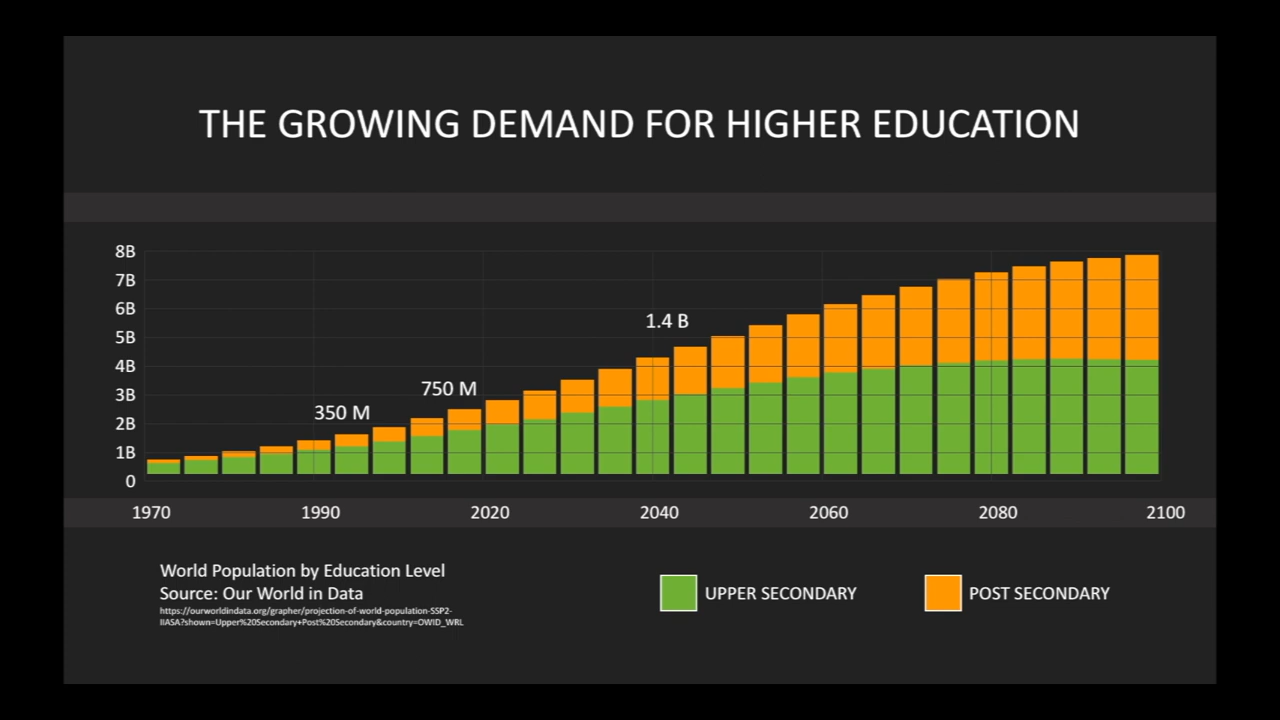 THE GROWING DEMAND FOR HIGHER EDUCATION
8B
7B
6B
5B
4B
3B
2B
1B
0
350 M
750 M
1.4 B
1970
1990
2020
2040
2060
2080
2100
World Population by Education Level
Source: Our World in Data
https://ourworldindata.org/grapher/projection-of-world-population-SSP2-
IIASA?shown=Upper%20Secondary+Post%20Secondary&country=OWID_WRL
UPPER SECONDARY
POST SECONDARY